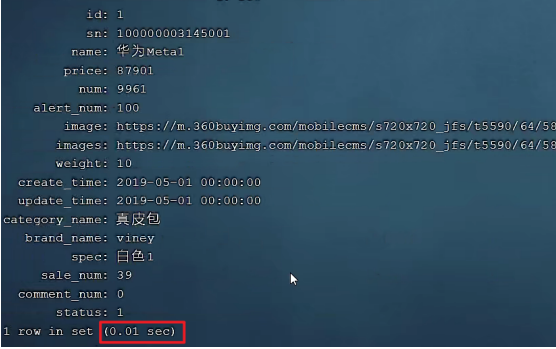 id: 1
sn: 100000003145001
name: 华为Meta1
price: 87901
num: 9961
alert_num: 100
image: https://m.360buyimg.com/mobilecms/s720x720_jfs/t5590/64/58
images: https://m.360buyimg.com/mobilecms/s720x720_jfs/t5590/64/58
weight: 10
create_time: 2019-05-01 00:00:00
update_time: 2019-05-01 00:00:00
category_name: 真皮包
brand_name: viney
spec: 白色1
sale_num: 39
comment_num: 0
status: 1
1 row in set (0.01 sec)